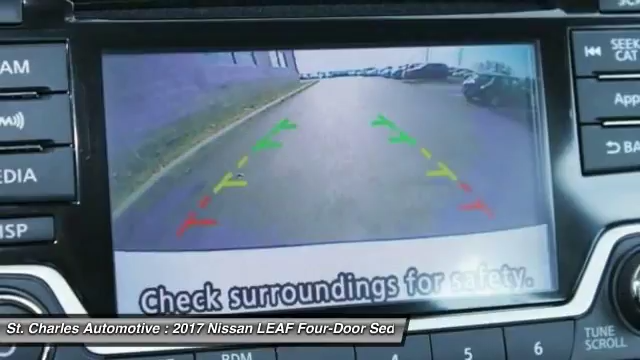 SEEK
CAT
AM
App
BA
EDIA
ISP
Check surroundings for safety.
St. Charles Automotive : 2017 Nissan LEAF Four-Door Sed
TUNE
SCROLL
4
5
6